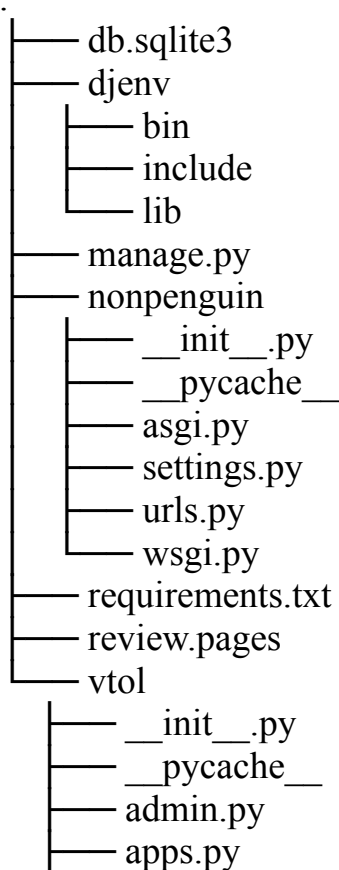 .
├── db.sqlite3
├── djenv
│   ├── bin
│   ├── include
│   └── lib
├── manage.py
├── nonpenguin
│   ├── __init__.py
│   ├── __pycache__
│   ├── asgi.py
│   ├── settings.py
│   ├── urls.py
│   └── wsgi.py
├── requirements.txt
├── review.pages
└── vtol
    ├── __init__.py
    ├── __pycache__
    ├── admin.py
    ├── apps.py